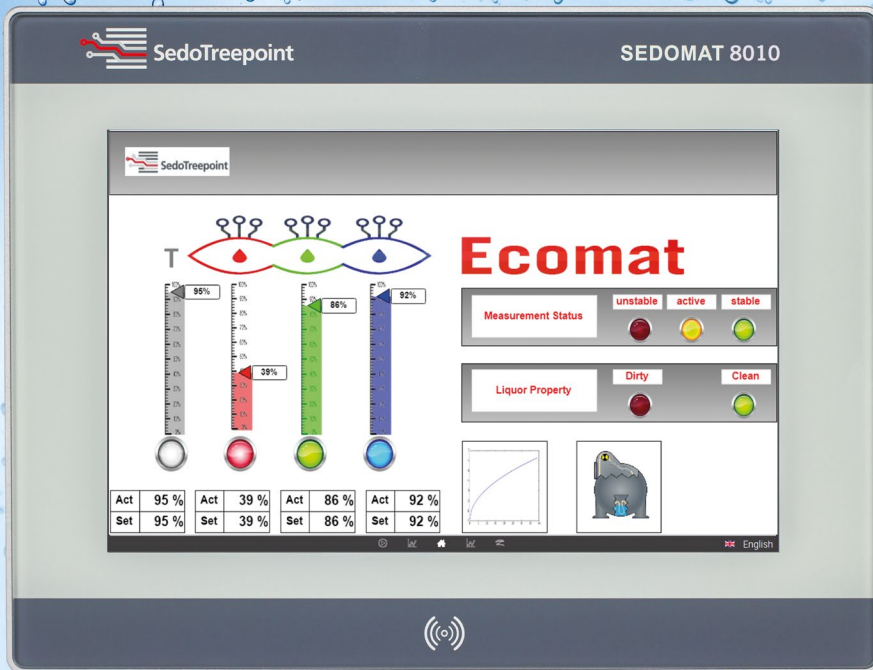 SedoTreepoint
SEDOMAT 8010
SedoTreepoint
T
Ecomat
95%
86%
92%
39%
Measurement Status
unstable
active
stable
Liquor Property
Dirty
Clean
Act 95 % Act 39 % Act 86 % Act 92 %
Set 95 % Set 39 % Set 86 % Set 92 %
English